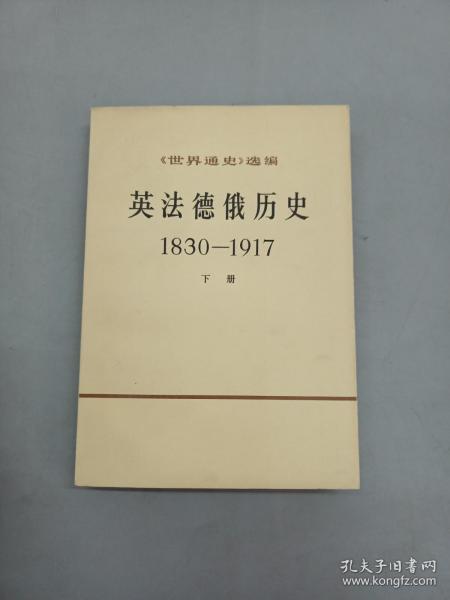 《世界通史》选编
英法德俄历史
1830—1917
下册
孔夫子旧书网
www.kongfz.com